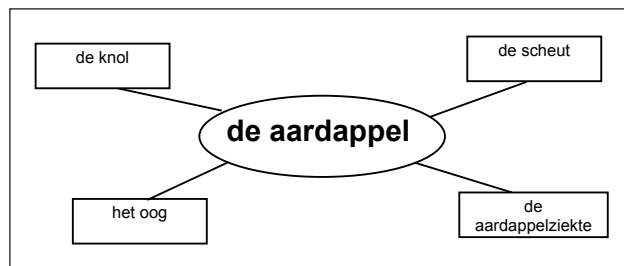 de knol
de scheut
de aardappel
het oog
de
aardappelziekte